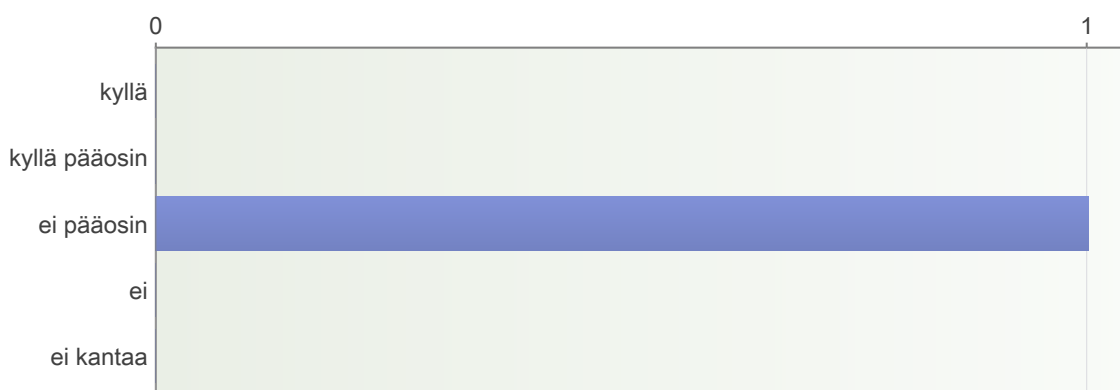 0 1
kyllä
kyllä pääosin
ei pääosin
ei
ei kantaa